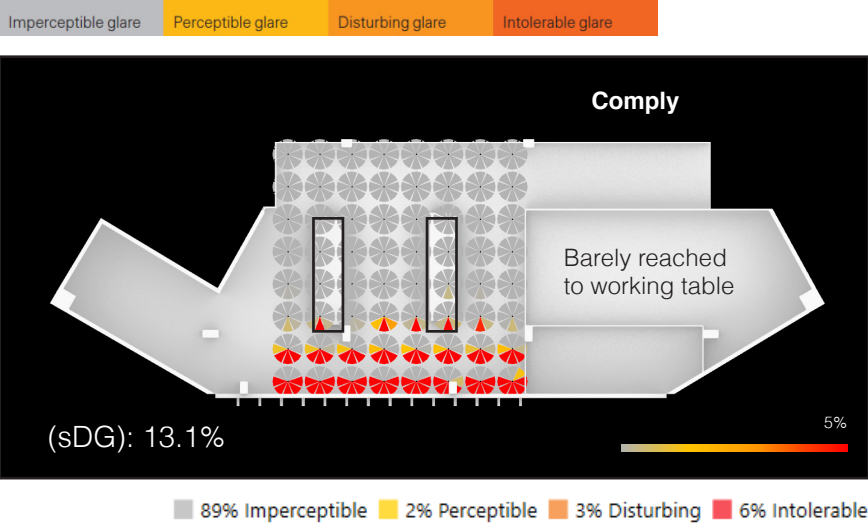 Imperceptible glare Perceptible glare Disturbing glare Intolerable glare
Comply
Barely reached
to working table
(sDG): 13.1%
5%
89% Imperceptible 2% Perceptible 3% Disturbing 6% Intolerable